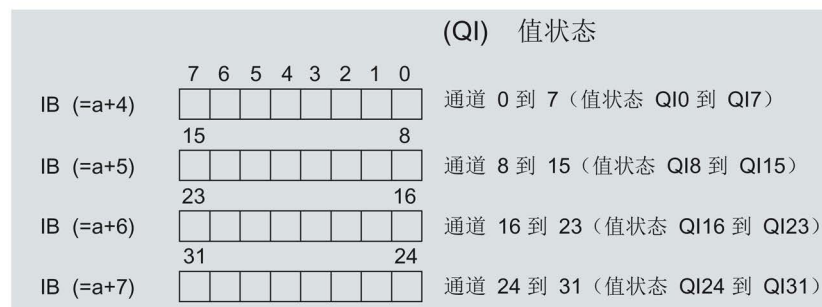 (QI) 值状态
7 6 5 4 3 2 1 0
IB (=a+4) 通道 0 到 7（值状态 QI0 到 QI7）
15 8
IB (=a+5) 通道 8 到 15（值状态 QI8 到 QI15）
23 16
IB (=a+6) 通道 16 到 23（值状态 QI16 到 QI23）
31 24
IB (=a+7) 通道 24 到 31（值状态 QI24 到 QI31）